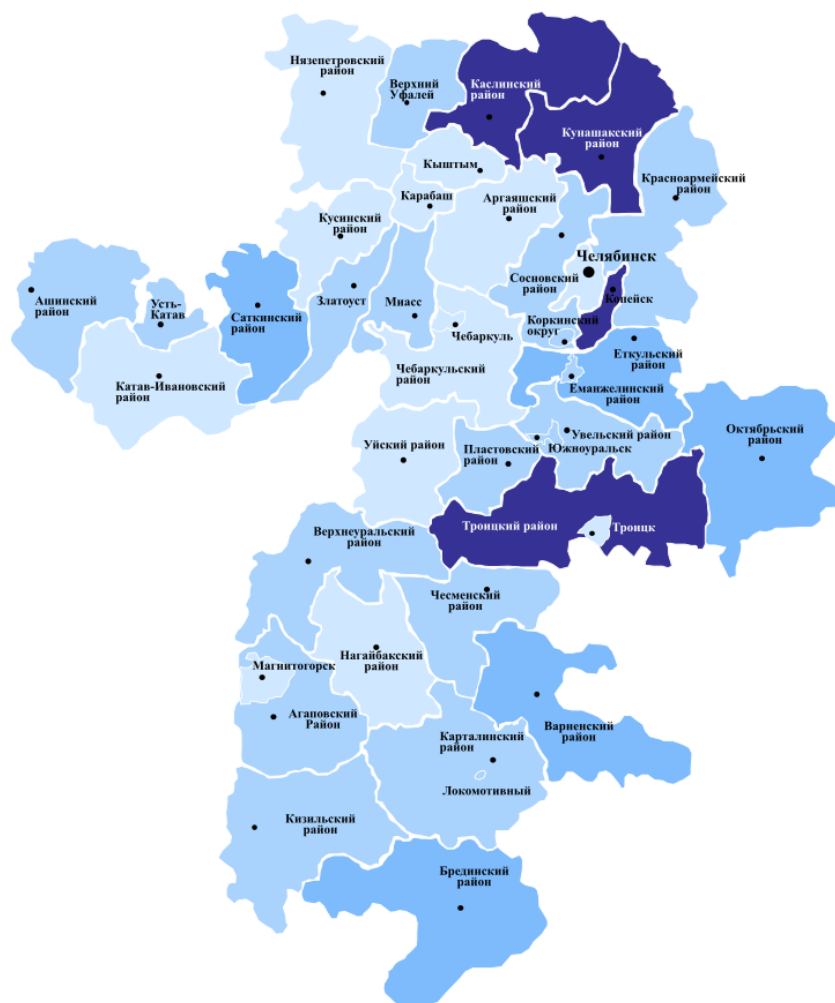 Нязепетровский
район
Верхний
Уфалей
Каслинский
район
Кунашакский
район
Красноармейский
район
Кыштым
Карабаш
Аргаяшский
район
Кусинский
район
Челябинск
Сосновский
район
Копейск
Ашинский
район
Усть-
Катав
Саткинский
район
Златоуст
Миасс
Чебаркуль
Коркинский
округ
Еткульский
район
Чебаркульский
район
Еманжелинский
район
Катав-Ивановский
район
Октябрьский
район
Уйский район
Пластовский
район
Увельский район
Южноуральск
Троицкий район
Троицк
Верхнеуральский
район
Чесменский
район
Нагайбакский
район
Магнитогорск
Агаповский
Район
Варненский
район
Карталинский
район
Локомотивный
Кизильский
район
Брединский
район